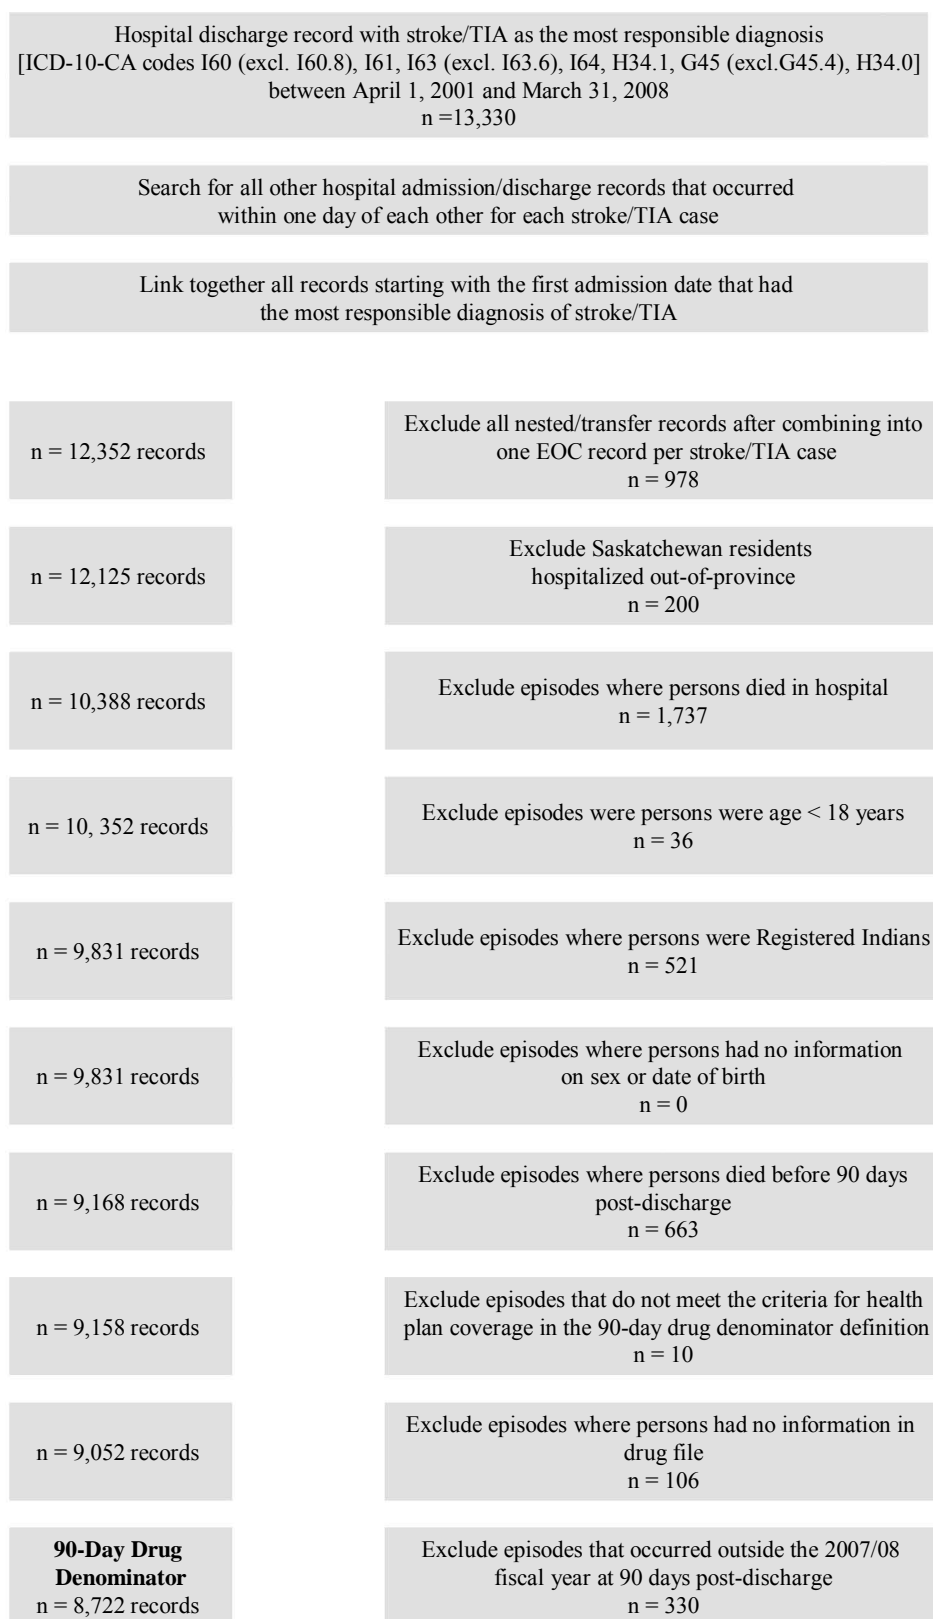 Hospital discharge record with stroke/TIA as the most responsible diagnosis
[ICD-10-CA codes I60 (excl. I60.8), I61, I63 (excl. I63.6), I64, H34.1, G45 (excl.G45.4), H34.0]
between April 1, 2001 and March 31, 2008
n =13,330
Search for all other hospital admission/discharge records that occurred
within one day of each other for each stroke/TIA case
Link together all records starting with the first admission date that had
the most responsible diagnosis of stroke/TIA
n = 12,352 records
Exclude all nested/transfer records after combining into
one EOC record per stroke/TIA case
n = 978
n = 12,125 records
Exclude Saskatchewan residents
hospitalized out-of-province
n = 200
n = 10,388 records
Exclude episodes where persons died in hospital
n = 1,737
n = 10, 352 records
Exclude episodes were persons were age < 18 years
n = 36
n = 9,831 records
Exclude episodes where persons were Registered Indians
n = 521
n = 9,831 records
Exclude episodes where persons had no information
on sex or date of birth
n = 0
n = 9,168 records
Exclude episodes where persons died before 90 days
post-discharge
n = 663
n = 9,158 records
Exclude episodes that do not meet the criteria for health
plan coverage in the 90-day drug denominator definition
n = 10
n = 9,052 records
Exclude episodes where persons had no information in
drug file
n = 106
90-Day Drug
Denominator
n = 8,722 records
Exclude episodes that occurred outside the 2007/08
fiscal year at 90 days post-discharge
n = 330